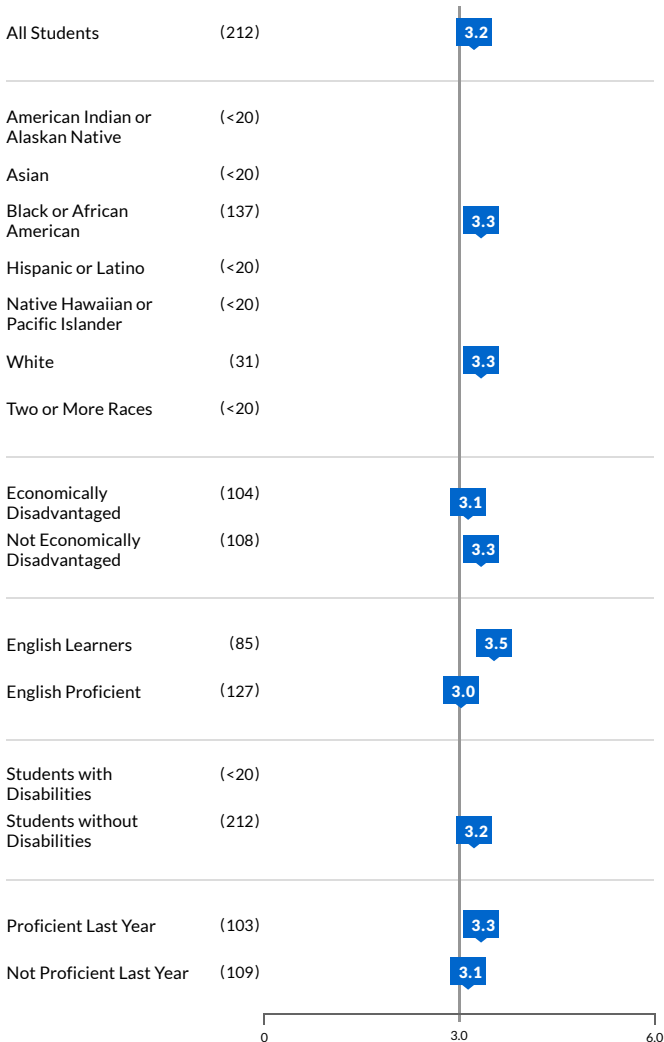 All Students (212) 3.2
American Indian or (<20)
Alaskan Native
Asian (<20)
Black or African (137) 3.3
American
Hispanic or Latino (<20)
Native Hawaiian or (<20)
Pacific Islander
White (31) 3.3
Two or More Races (<20)
Economically (104) 3.1
Disadvantaged
Not Economically (108) 3.3
Disadvantaged
English Learners (85) 3.5
English Proficient (127) 3.0
Students with (<20)
Disabilities
Students without (212) 3.2
Disabilities
Proficient Last Year (103) 3.3
Not Proficient Last Year (109) 3.1
0 3.0 6.0